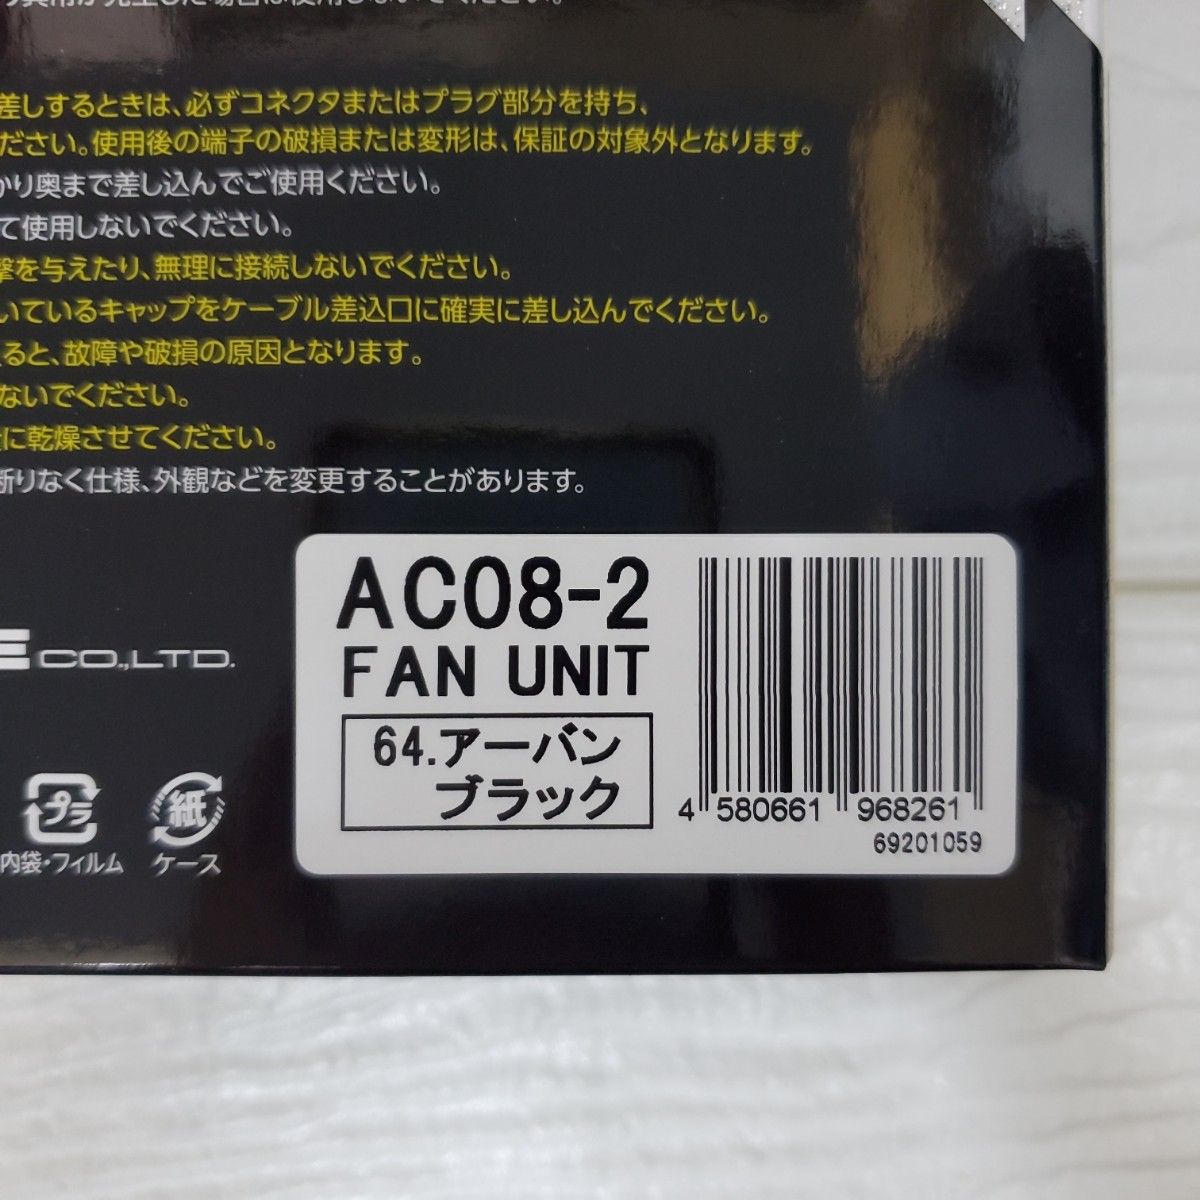 差しするときは、必ずコネクタまたはプラグ部分を持ち、
ださい。使用後の端子の破損または変形は、保証の対象外となります。
かり奥まで差し込んでご使用ください。
て使用しないでください。
撃を与えたり、無理に接続しないでください。
いているキャップをケーブル差込口に確実に差し込んでください。
ると、故障や破損の原因となります。
ないでください。
に乾燥させてください。
断りなく仕様、外観などを変更することがあります。
E CO.,LTD.
プラ
内袋・フィルム
紙
ケース
AC08-2
FAN UNIT
64.アーバン
ブラック
4 580661 968261
69201059